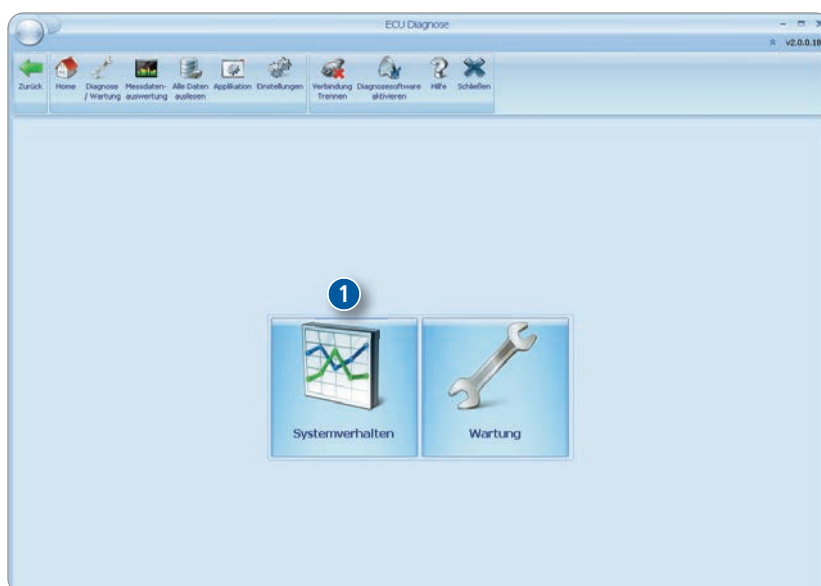 ECU Diagnose
v2.0.0.18
Zurück Home Diagnose Messdaten- Alle Daten Applikation Einstellungen Verbindung Diagnosesoftware Hilfe Schließen
/ Wartung auswertung auslesen Trennen aktivieren
1
Systemverhalten Wartung